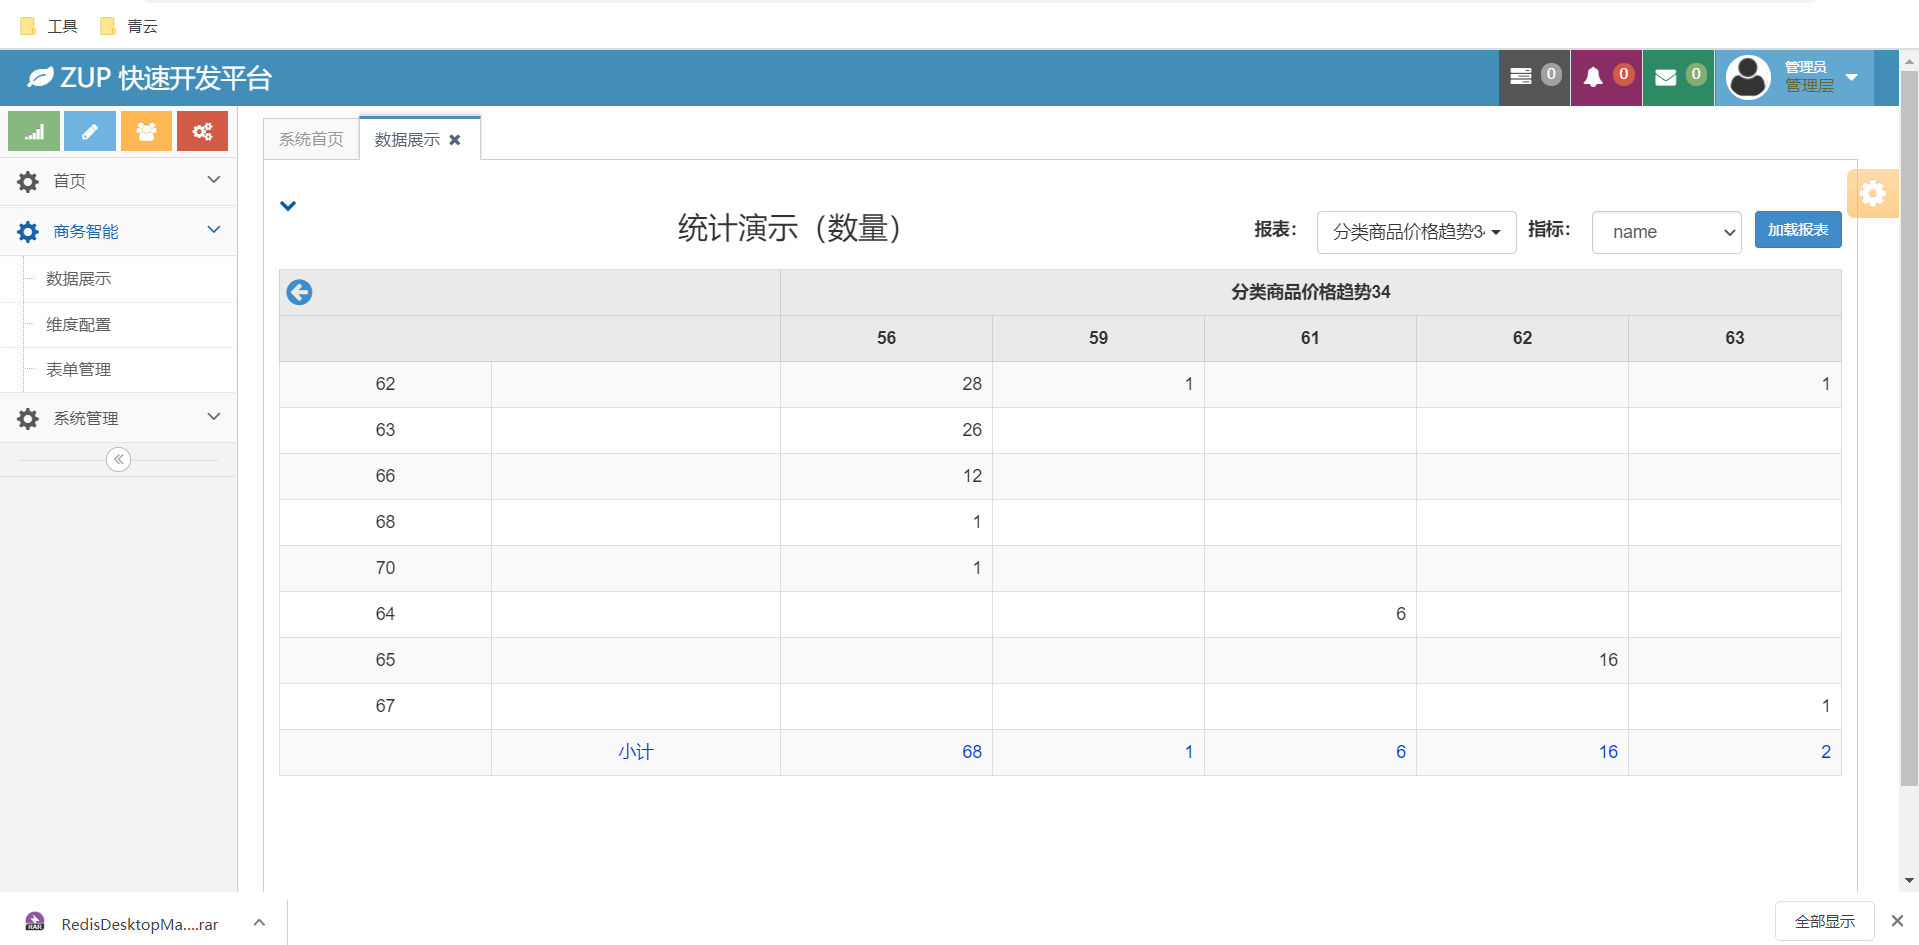 工具 青云
ZUP 快速开发平台 0 0 0 管理员
管理层
系统首页 数据展示
首页
商务智能
数据展示
维度配置
表单管理
系统管理
统计演示（数量） 报表： 分类商品价格趋势34 指标： name 加载报表
分类商品价格趋势34
56 59 61 62 63
62 28 1 1
63 26
66 12
68 1
70 1
64 6
65 16
67 1
小计 68 1 6 16 2
RedisDesktopMa....rar 全部显示